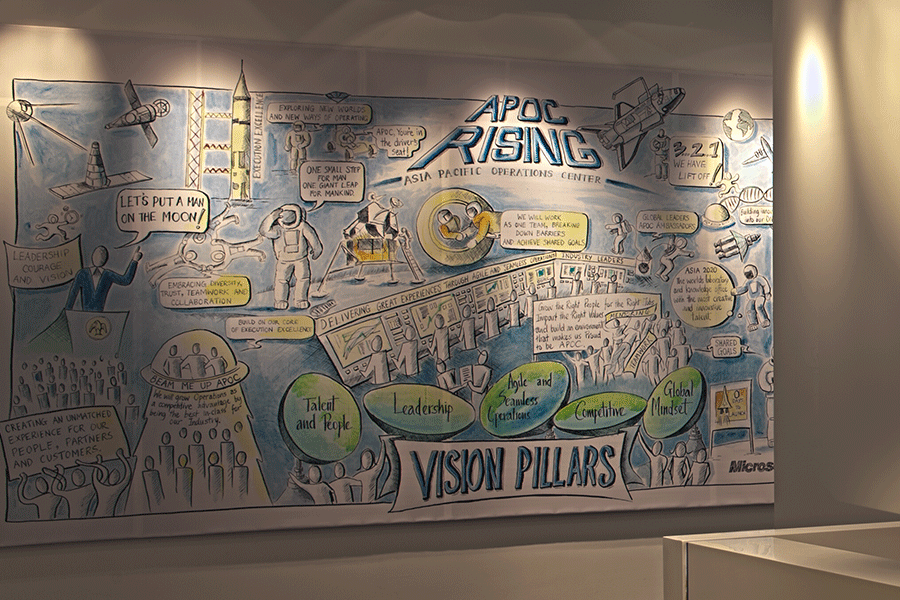 APOC
RISING
ASIA PACIFIC OPERATIONS CENTER
EXECUTION EXCELLENCE
EXPLORING NEW WORLDS
AND NEW WAYS OF OPERATING
APOC, You're in
the drivers
seat!
ONE SMALL STEP
FOR MAN
ONE GIANT LEAP
FOR MANKIND
LET'S PUT A MAN
ON THE MOON!
LEADERSHIP
COURAGE
AND VISION
EMBRACING DIVERSITY,
TRUST, TEAMWORK AND
COLLABORATION
BUILD ON OUR CORE
OF EXECUTION EXCELLENCE
WE WILL WORK
AS ONE TEAM, BREAKING
DOWN BARRIERS
AND ACHIEVE SHARED GOALS
GLOBAL LEADERS
APOC AMBASSADORS
3.2.1
WE HAVE
LIFT OFF!
Building
into our
DELIVERING GREAT EXPERIENCES THROUGH AGILE AND SEAMLESS OPERATIONS
INDUSTRY LEADERS
ASIA 2020
the world's laboratory
and knowledge office
with the most creative
and innovative
talent.
Grow the Right People for the Right Jobs
Impact the Right Values
and build an environment
that makes us Proud
to be APOC.
SHARED
GOALS
BEAM ME UP APOC
We will grow Operations as
a competitive advantage by
being the best in class for
our Industry.
CREATING AN UNMATCHED
EXPERIENCE FOR OUR
PEOPLE, PARTNERS
AND CUSTOMERS.
Talent
and People
Leadership
Agile and
Seamless
Operations
Competitive
Global
Mindset
VISION PILLARS
Micros